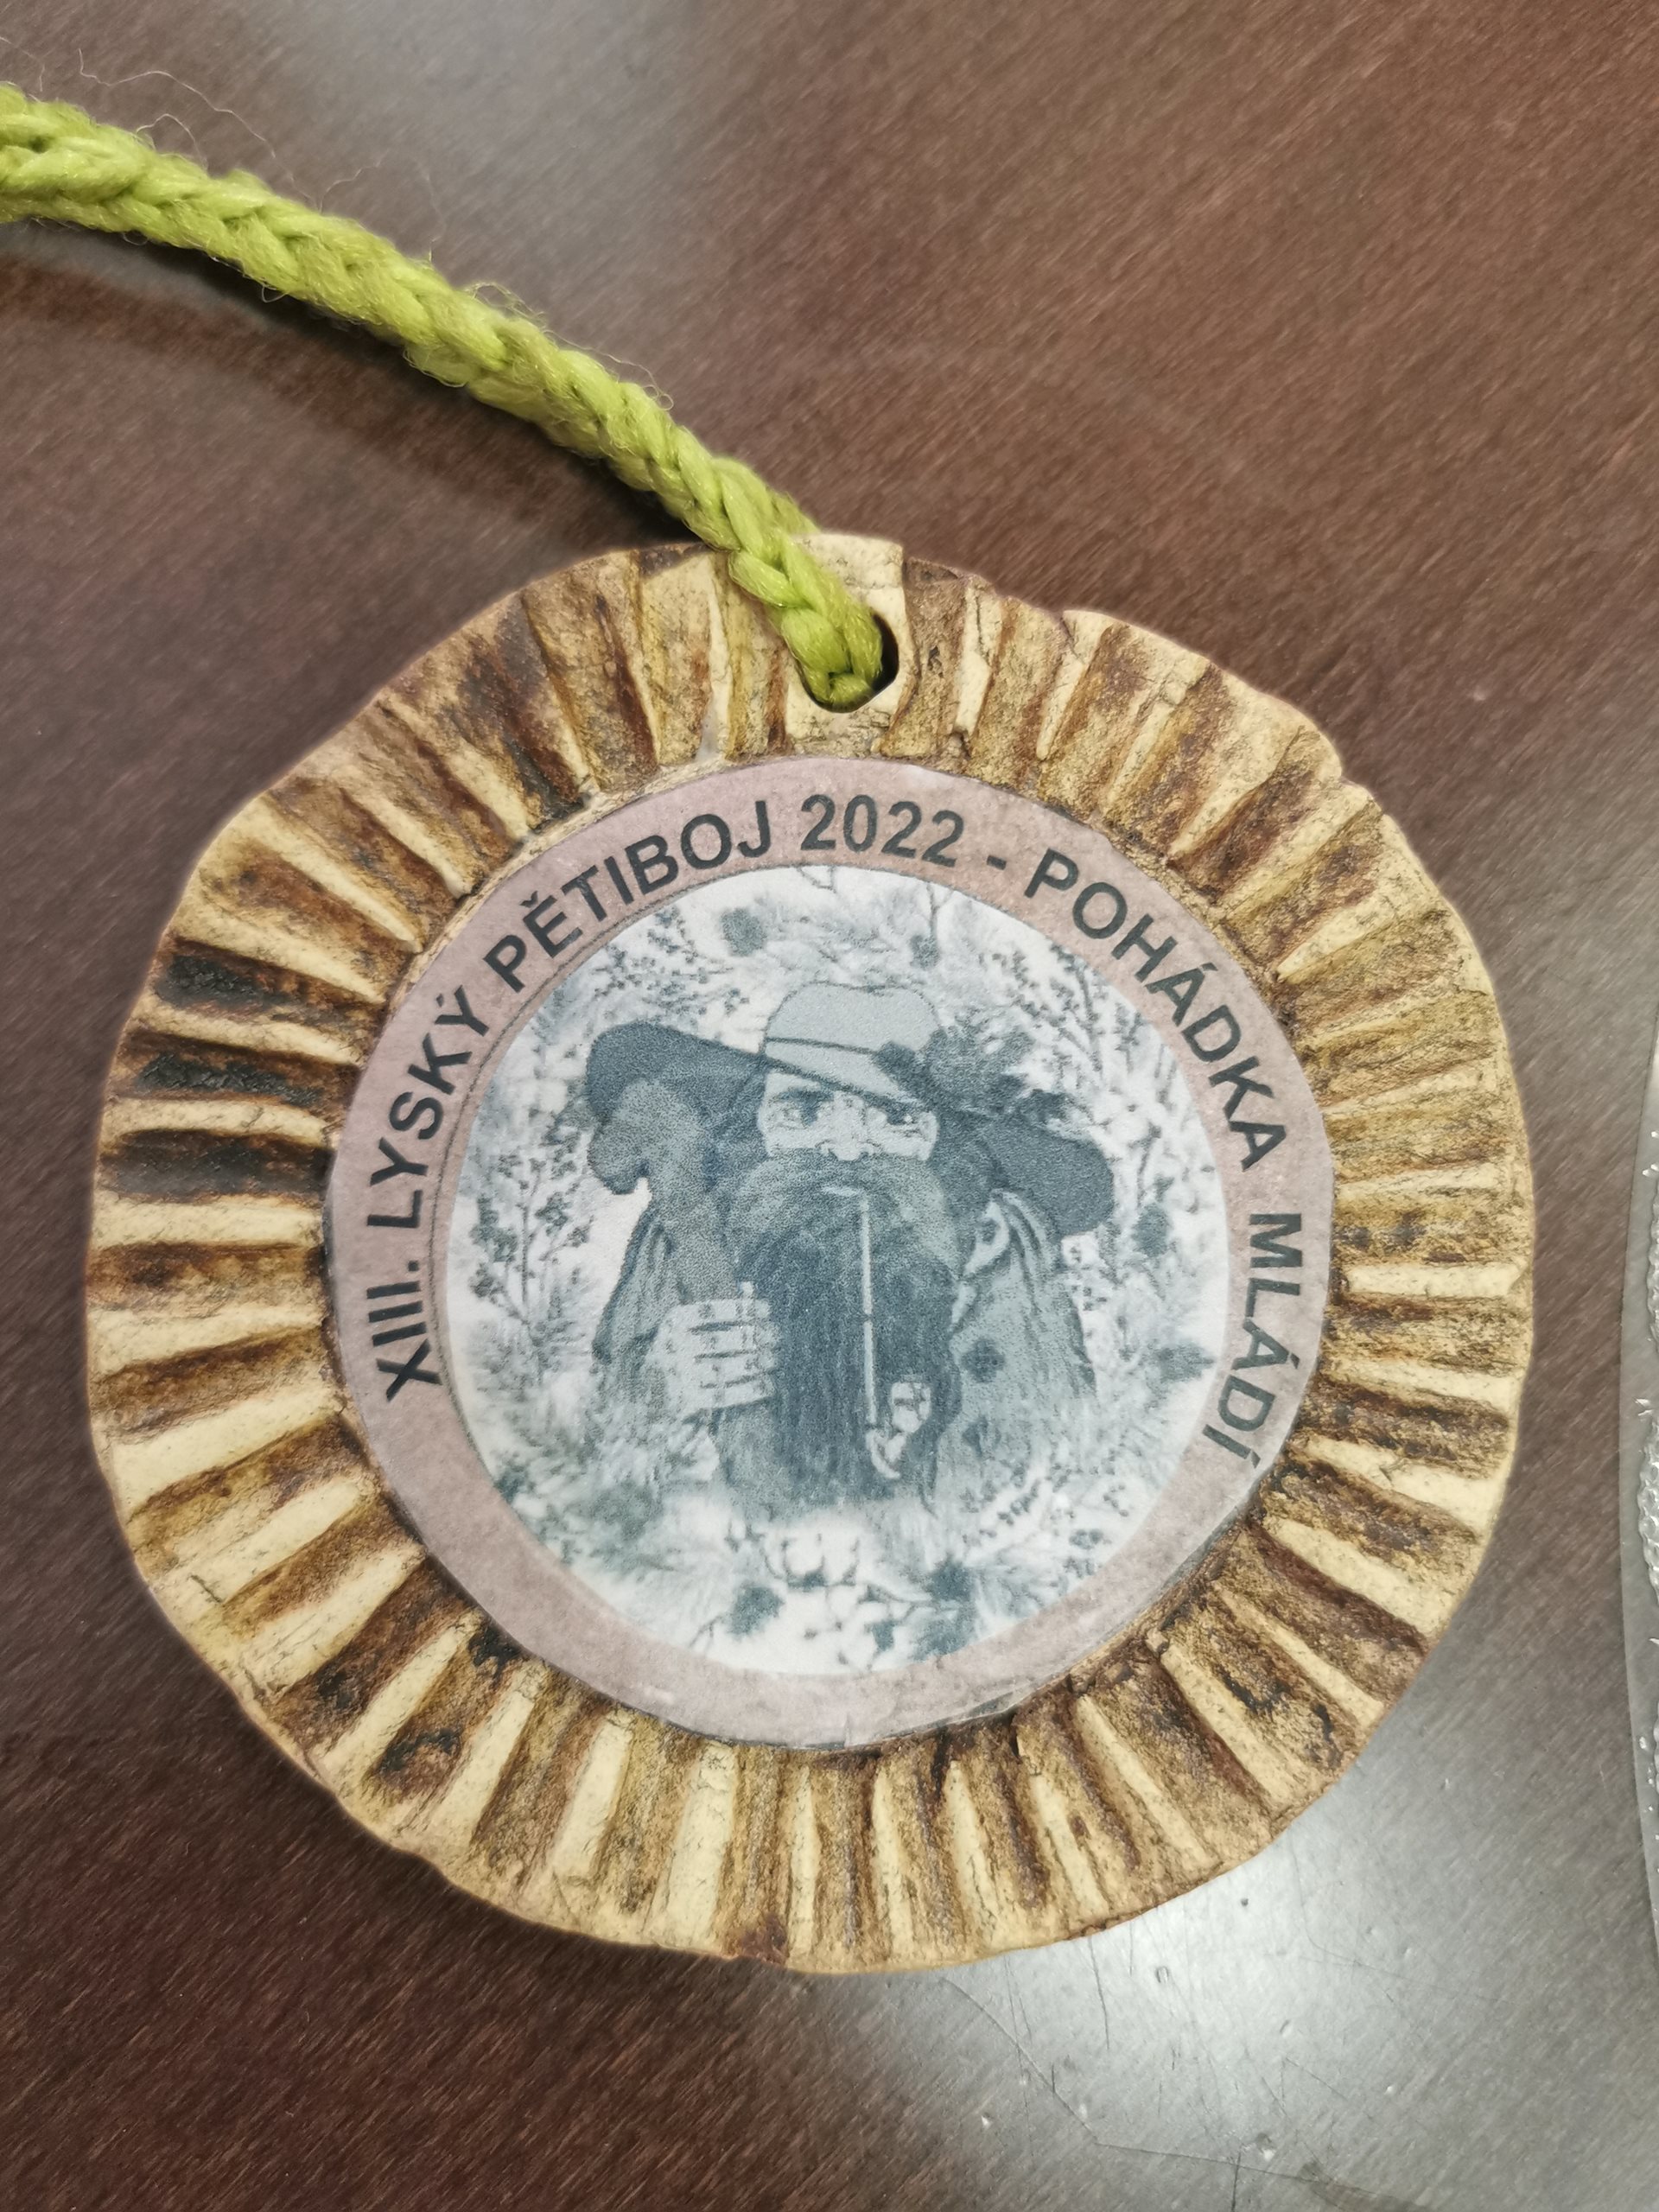 XIII. LYSKÝ PĚTIBOJ 2022 - POHÁDKA MLÁDÍ